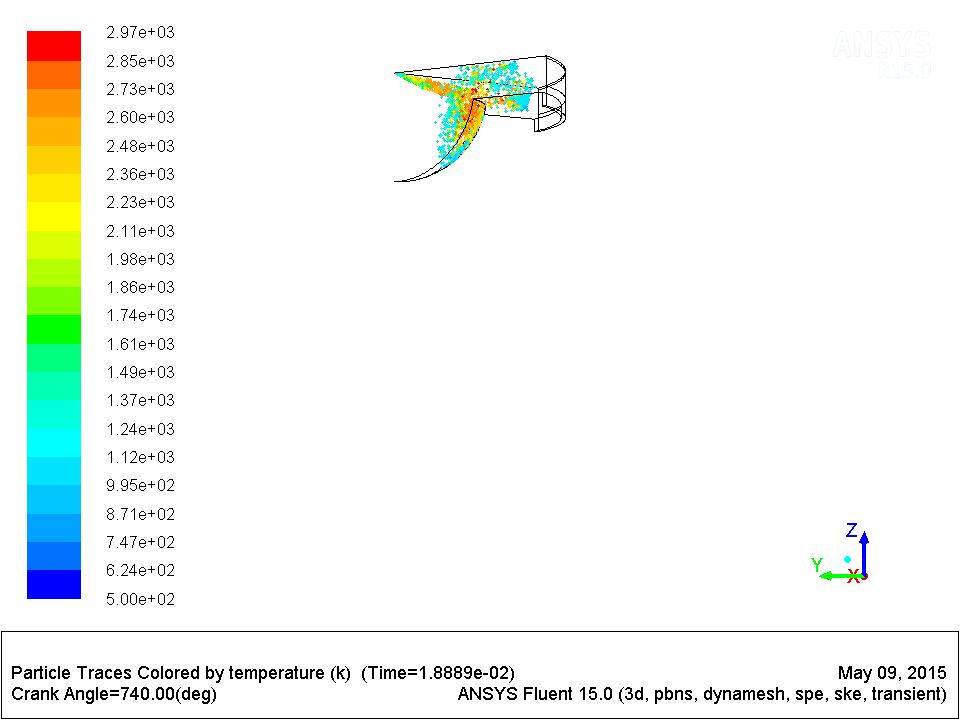 2.97e+03
2.85e+03
2.73e+03
2.60e+03
2.48e+03
2.36e+03
2.23e+03
2.11e+03
1.98e+03
1.86e+03
1.74e+03
1.61e+03
1.49e+03
1.37e+03
1.24e+03
1.12e+03
9.95e+02
8.71e+02
7.47e+02
6.24e+02
5.00e+02
ANSYS
R15.0
Z
Y
X
Particle Traces Colored by temperature (k)  (Time=1.8889e-02)
May 09, 2015
Crank Angle=740.00(deg)
ANSYS Fluent 15.0 (3d, pbns, dynamesh, spe, ske, transient)